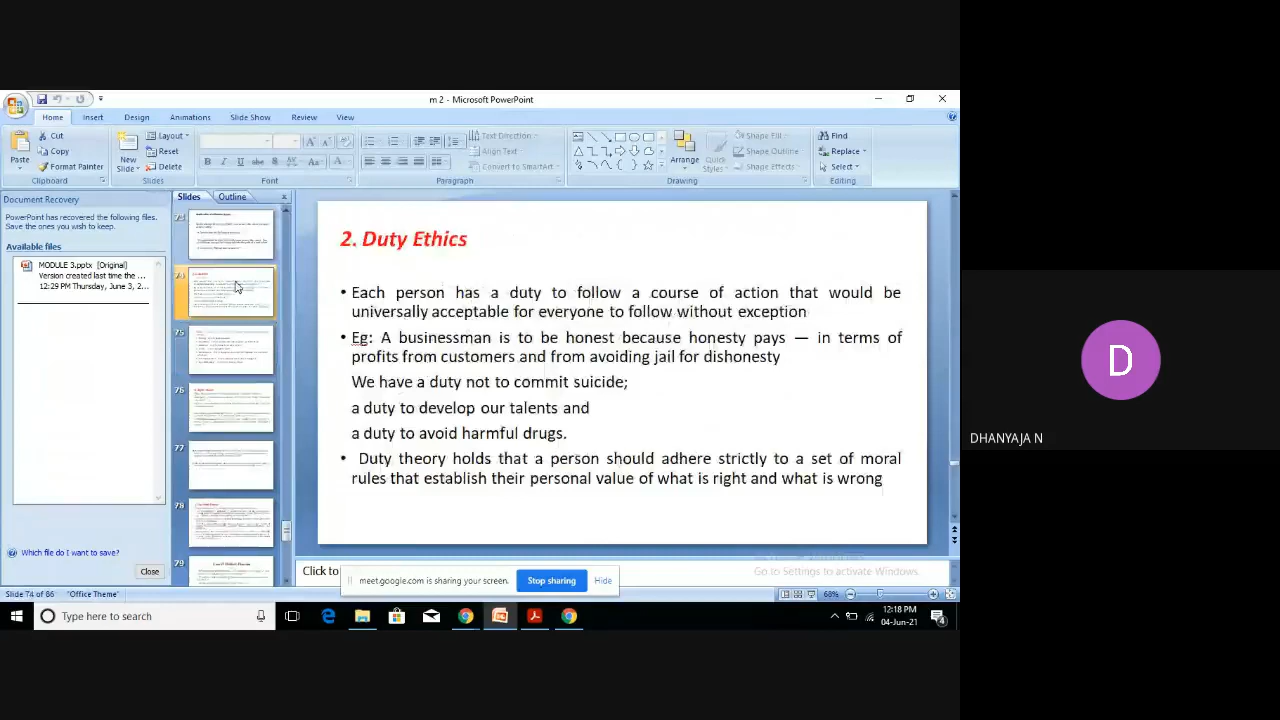 m 2 - Microsoft PowerPoint
Home Insert Design Animations Slide Show Review View
Paste
Cut
Copy
Format Painter
Clipboard
New Slide
Layout
Reset
Delete
Slides
B I U abc S AV Aa A
Font
Text Direction
Align Text
Convert to SmartArt
Paragraph
Arrange
Quick Styles
Shape Fill
Shape Outline
Shape Effects
Drawing
Find
Replace
Select
Editing
Document Recovery
PowerPoint has recovered the following files.
Save the ones you wish to keep.
Available files
MODULE 3.pptx [Original]
Version created last time the ...
12:29 PM Thursday, June 3, 2...
Which file do I want to save?
Close
Slides Outline
75
76
77
78
79
2. Duty Ethics
• Each person has a duty to follow a course of action that would be
universally acceptable for everyone to follow without exception
• Eg: A businessman is to be honest because honesty pays — in terms of
profits from customers and from avoiding jail for dishonesty
We have a duty not to commit suicide;
a duty to develop our talents and
a duty to avoid harmful drugs.
• Duty theory holds that a person should adhere strictly to a set of moral
rules that establish their personal value of what is right and what is wrong
Click to
Go to Settings to activate Windows.
meet.google.com is sharing your screen. Stop sharing Hide
Slide 74 of 86 "Office Theme" 68%
Type here to search
12:18 PM
04-Jun-21
4
D
DHANYAJA N